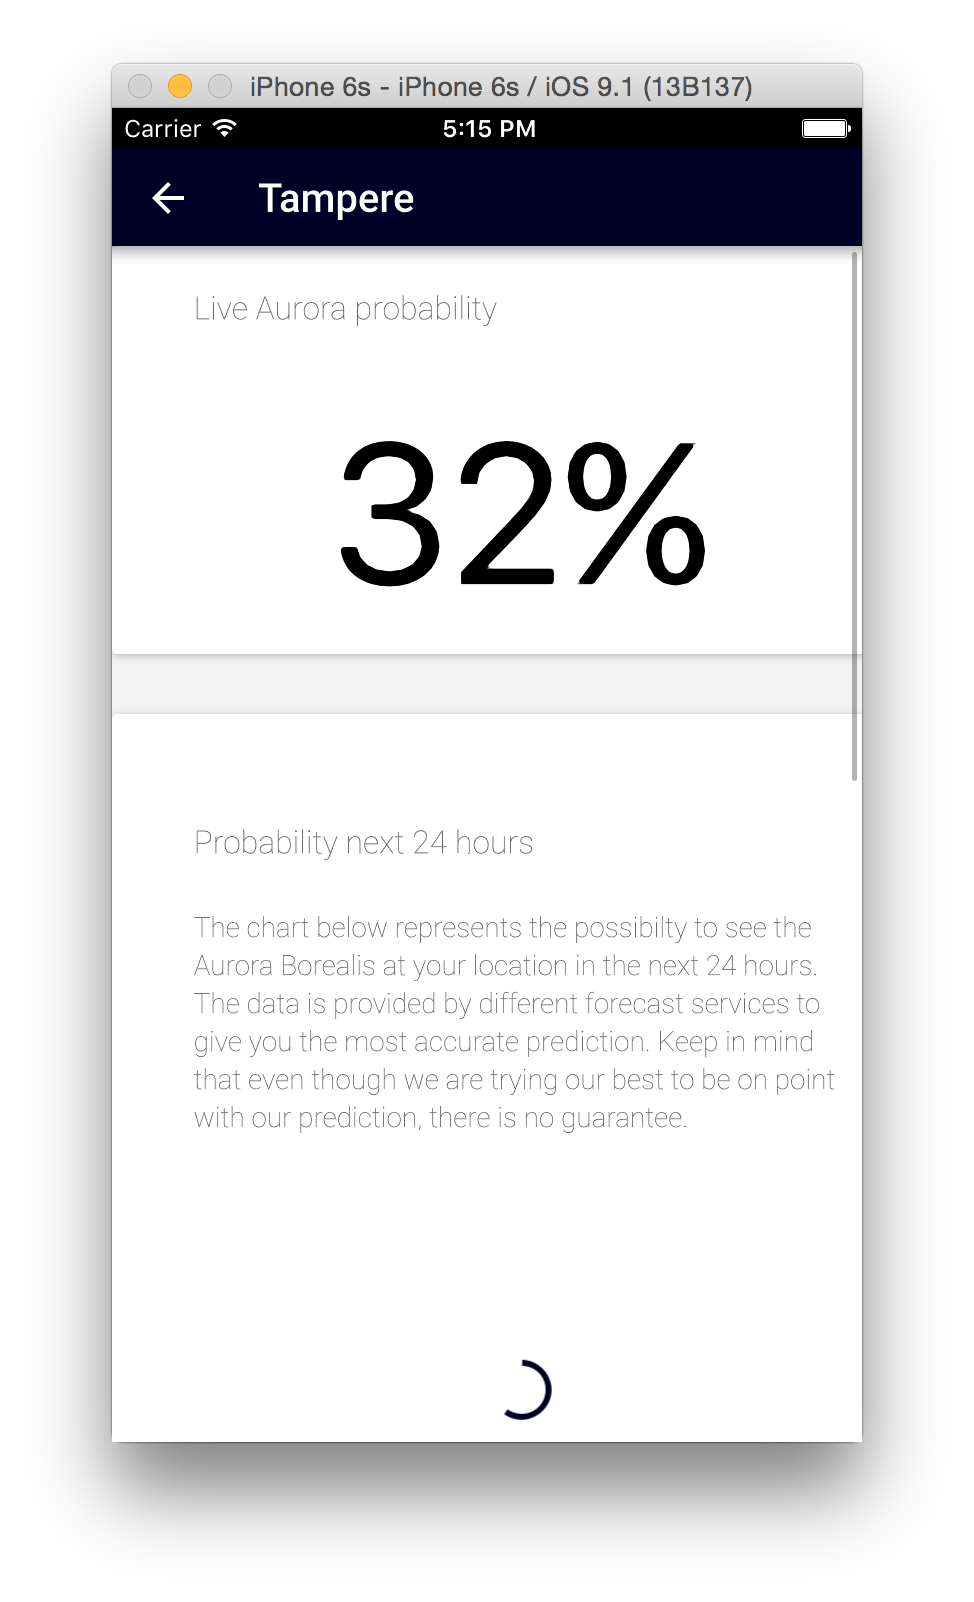 iPhone 6s - iPhone 6s / iOS 9.1 (13B137)
Carrier 5:15 PM
Tampere
Live Aurora probability
32%
Probability next 24 hours
The chart below represents the possibilty to see the
Aurora Borealis at your location in the next 24 hours.
The data is provided by different forecast services to
give you the most accurate prediction. Keep in mind
that even though we are trying our best to be on point
with our prediction, there is no guarantee.